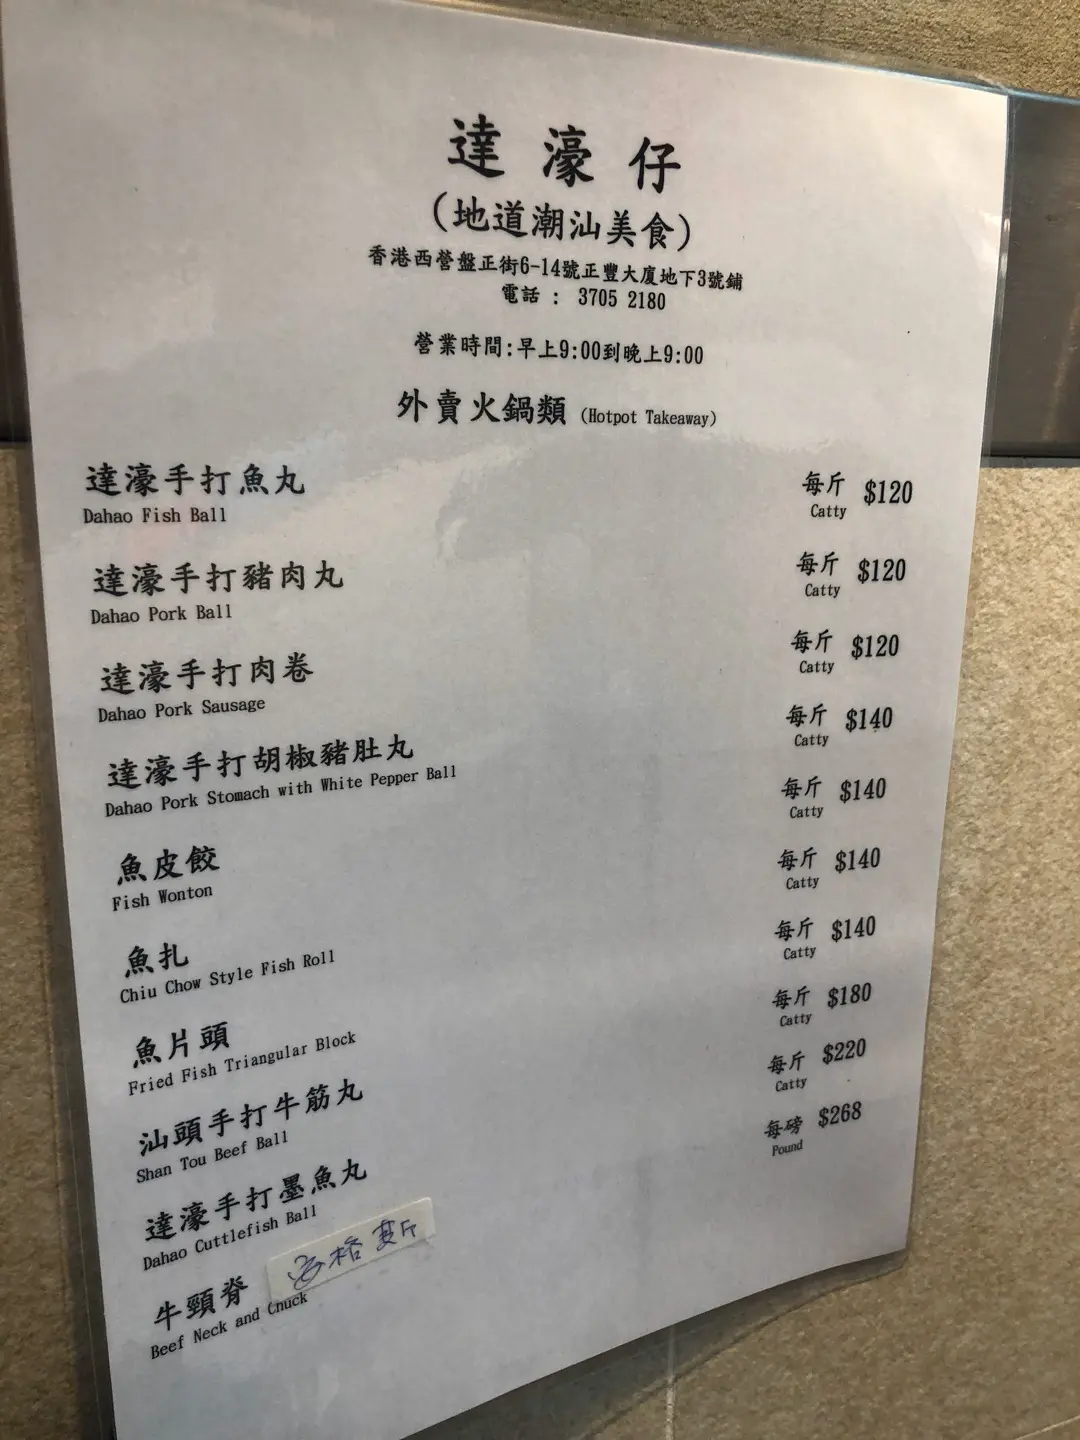 達濠仔
(地道潮汕美食)
香港西營盤正街6-14號正豐大廈地下3號鋪
電話 : 3705 2180
營業時間:早上9:00到晚上9:00
外賣火鍋類 (Hotpot Takeaway)
達濠手打魚丸 每斤 $120
Dahao Fish Ball Catty
達濠手打豬肉丸 每斤 $120
Dahao Pork Ball Catty
達濠手打肉卷 每斤 $120
Dahao Pork Sausage Catty
達濠手打胡椒豬肚丸 每斤 $140
Dahao Pork Stomach with White Pepper Ball Catty
魚皮餃 每斤 $140
Fish Wonton Catty
魚扎 每斤 $140
Chiu Chow Style Fish Roll Catty
魚片頭 每斤 $140
Fried Fish Triangular Block Catty
汕頭手打牛筋丸 每斤 $180
Shan Tou Beef Ball Catty
達濠手打墨魚丸 每斤 $220
Dahao Cuttlefish Ball Catty
牛頸脊 每磅 $268
Beef Neck and Chuck Pound